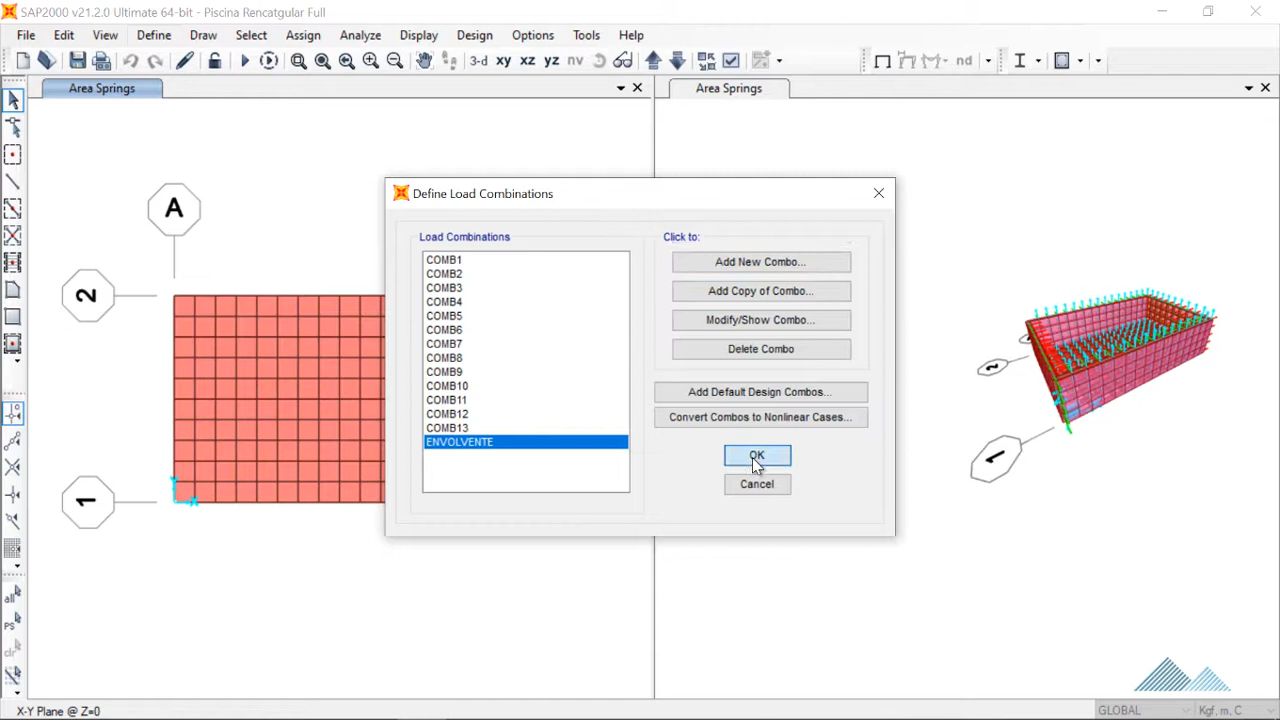 SAP2000 v21.2.0 Ultimate 64-bit - Piscina Rencatgular Full
File Edit View Define Draw Select Assign Analyze Display Design Options Tools Help
3-d xy xz yz nv nd
Area Springs
Area Springs
A
2
1
2
1
Define Load Combinations
Load Combinations
COMB1
COMB2
COMB3
COMB4
COMB5
COMB6
COMB7
COMB8
COMB9
COMB10
COMB11
COMB12
COMB13
ENVOLVENTE
Click to:
Add New Combo...
Add Copy of Combo...
Modify/Show Combo...
Delete Combo
Add Default Design Combos...
Convert Combos to Nonlinear Cases...
OK
Cancel
all
PS
clr
X-Y Plane @ Z=0
GLOBAL
Kgf, m, C